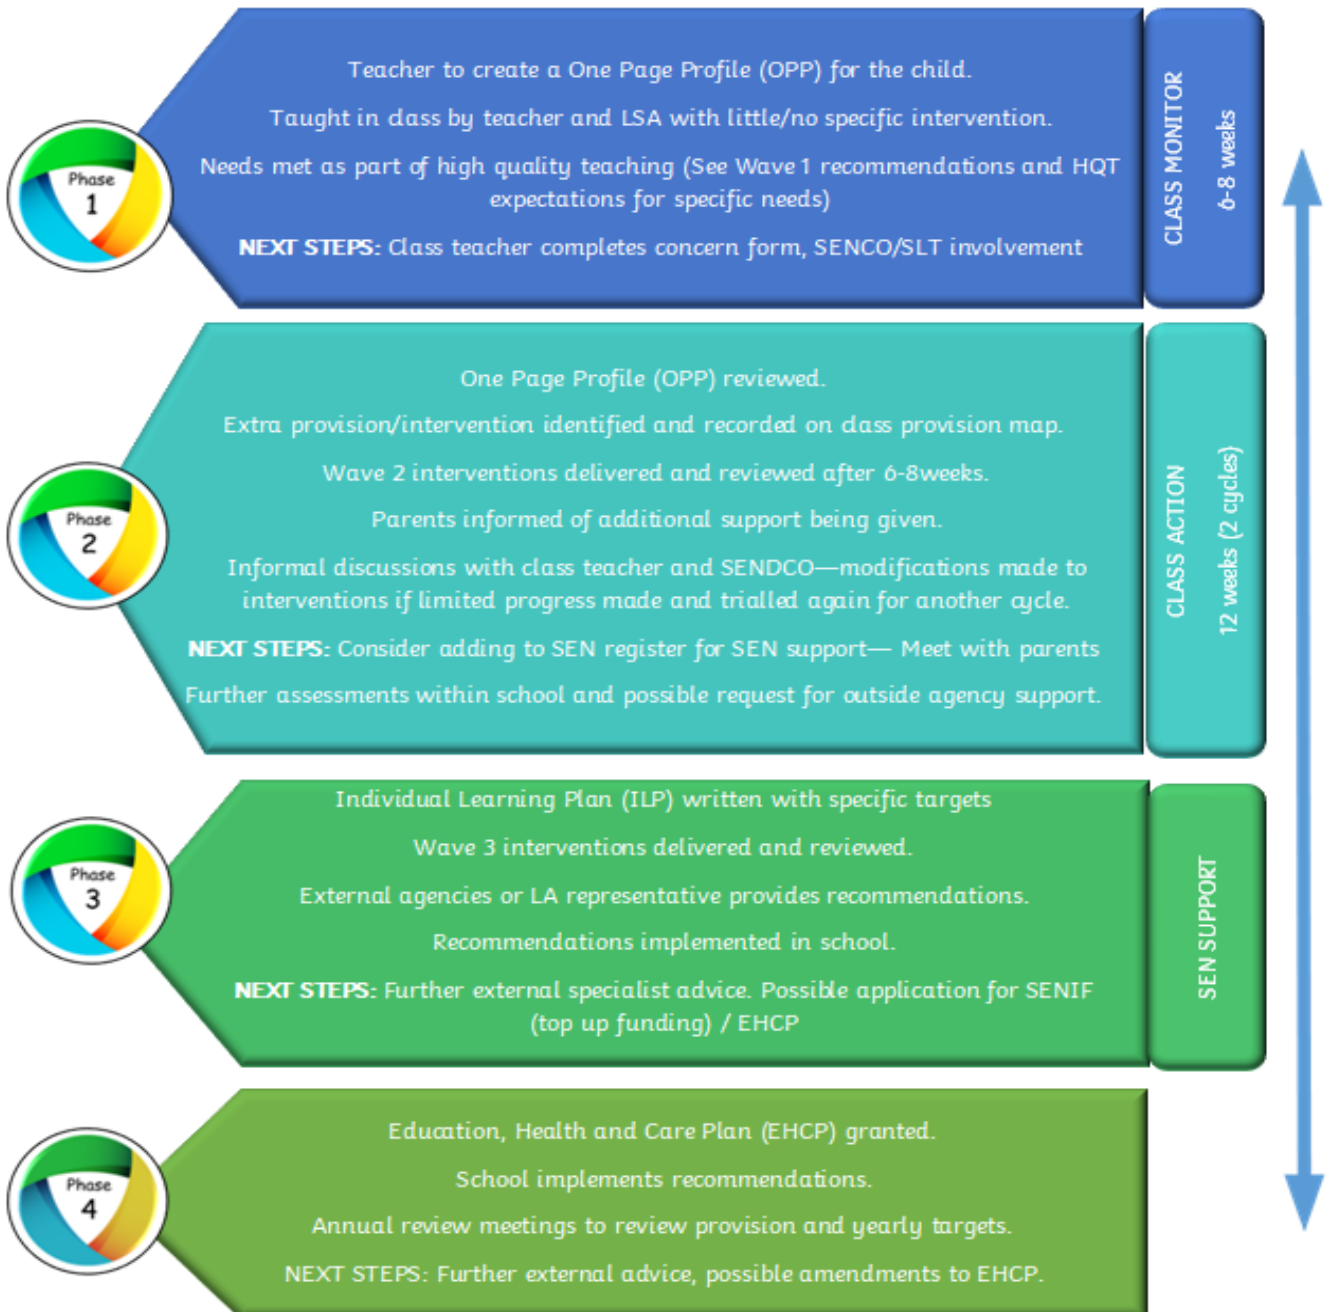 Phase
1
Teacher to create a One Page Profile (OPP) for the child.
Taught in class by teacher and LSA with little/no specific intervention.
Needs met as part of high quality teaching (See Wave 1 recommendations and HQT
expectations for specific needs)
NEXT STEPS: Class teacher completes concern form, SENCO/SLT involvement
CLASS MONITOR
6-8 weeks
Phase
2
One Page Profile (OPP) reviewed.
Extra provision/intervention identified and recorded on class provision map.
Wave 2 interventions delivered and reviewed after 6-8weeks.
Parents informed of additional support being given.
Informal discussions with class teacher and SENDCO—modifications made to
interventions if limited progress made and trialled again for another cycle.
NEXT STEPS: Consider adding to SEN register for SEN support— Meet with parents
Further assessments within school and possible request for outside agency support.
CLASS ACTION
12 weeks (2 cycles)
Phase
3
Individual Learning Plan (ILP) written with specific targets
Wave 3 interventions delivered and reviewed.
External agencies or LA representative provides recommendations.
Recommendations implemented in school.
NEXT STEPS: Further external specialist advice. Possible application for SENIF
(top up funding) / EHCP
SEN SUPPORT
Phase
4
Education, Health and Care Plan (EHCP) granted.
School implements recommendations.
Annual review meetings to review provision and yearly targets.
NEXT STEPS: Further external advice, possible amendments to EHCP.